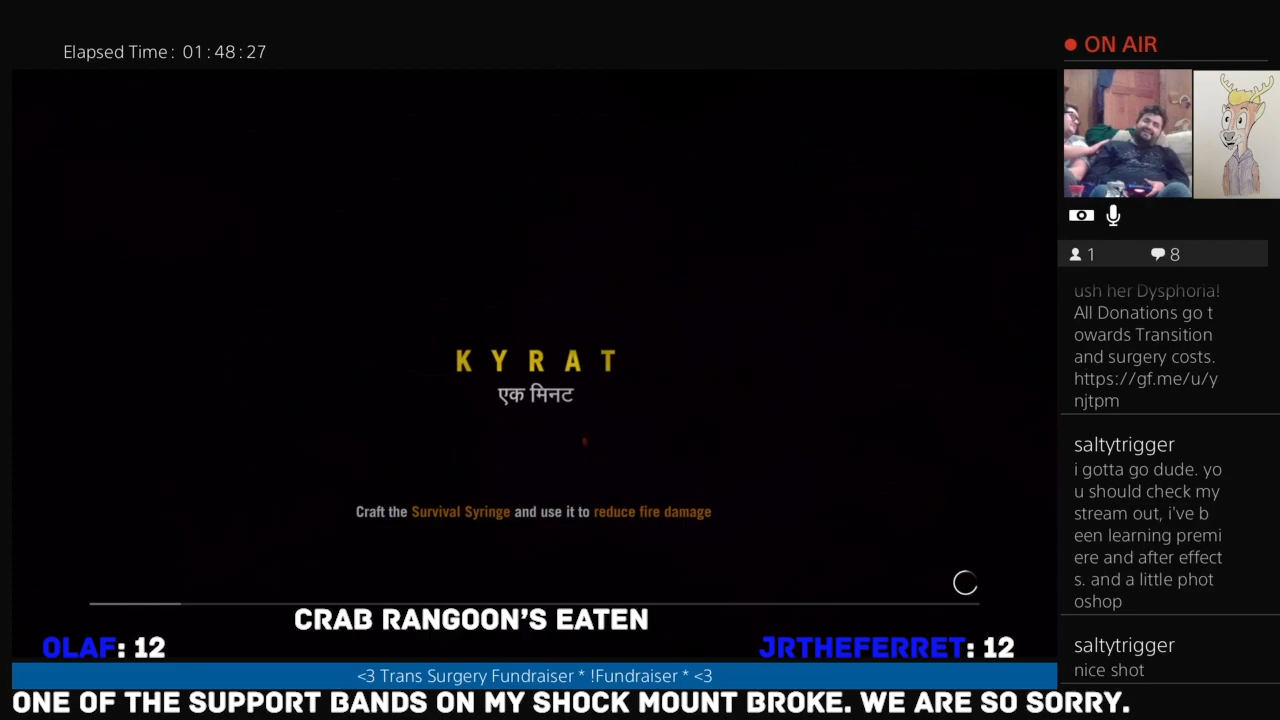 Elapsed Time: 01:48:27
ON AIR
1
8
ush her Dysphoria!
All Donations go t
owards Transition
and surgery costs.
https://gf.me/u/y
njtpm
saltytrigger
i gotta go dude. yo
u should check my
stream out, i've b
een learning premi
ere and after effect
s. and a little phot
oshop
saltytrigger
nice shot
KYRAT
एक मिनट
Craft the Survival Syringe and use it to reduce fire damage
CRAB RANGOON'S EATEN
OLAF: 12
JRTHEFERRET: 12
<3 Trans Surgery Fundraiser * !Fundraiser * <3
ONE OF THE SUPPORT BANDS ON MY SHOCK MOUNT BROKE. WE ARE SO SORRY.